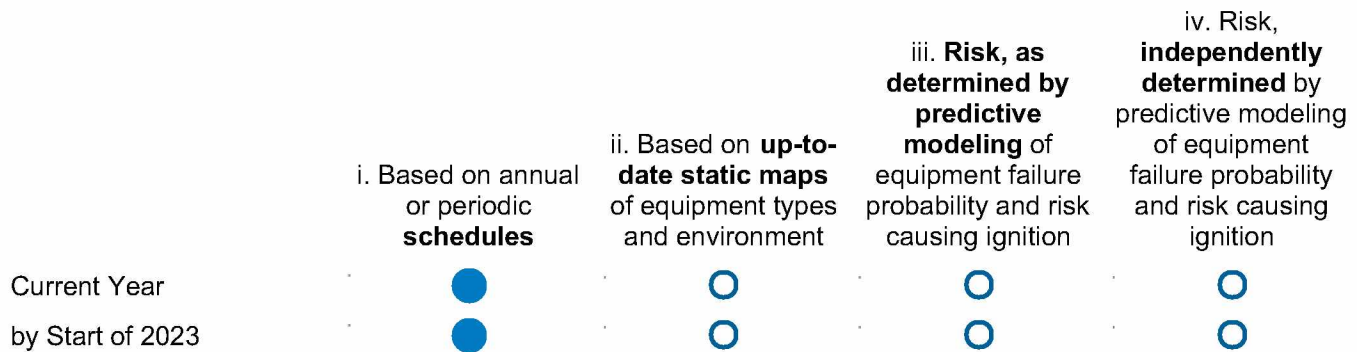 i. Based on annual
or periodic
schedules
ii. Based on up-to-
date static maps
of equipment types
and environment
iii. Risk, as
determined by
predictive
modeling of
equipment failure
probability and risk
causing ignition
iv. Risk,
independently
determined by
predictive modeling
of equipment
failure probability
and risk causing
ignition
Current Year
by Start of 2023